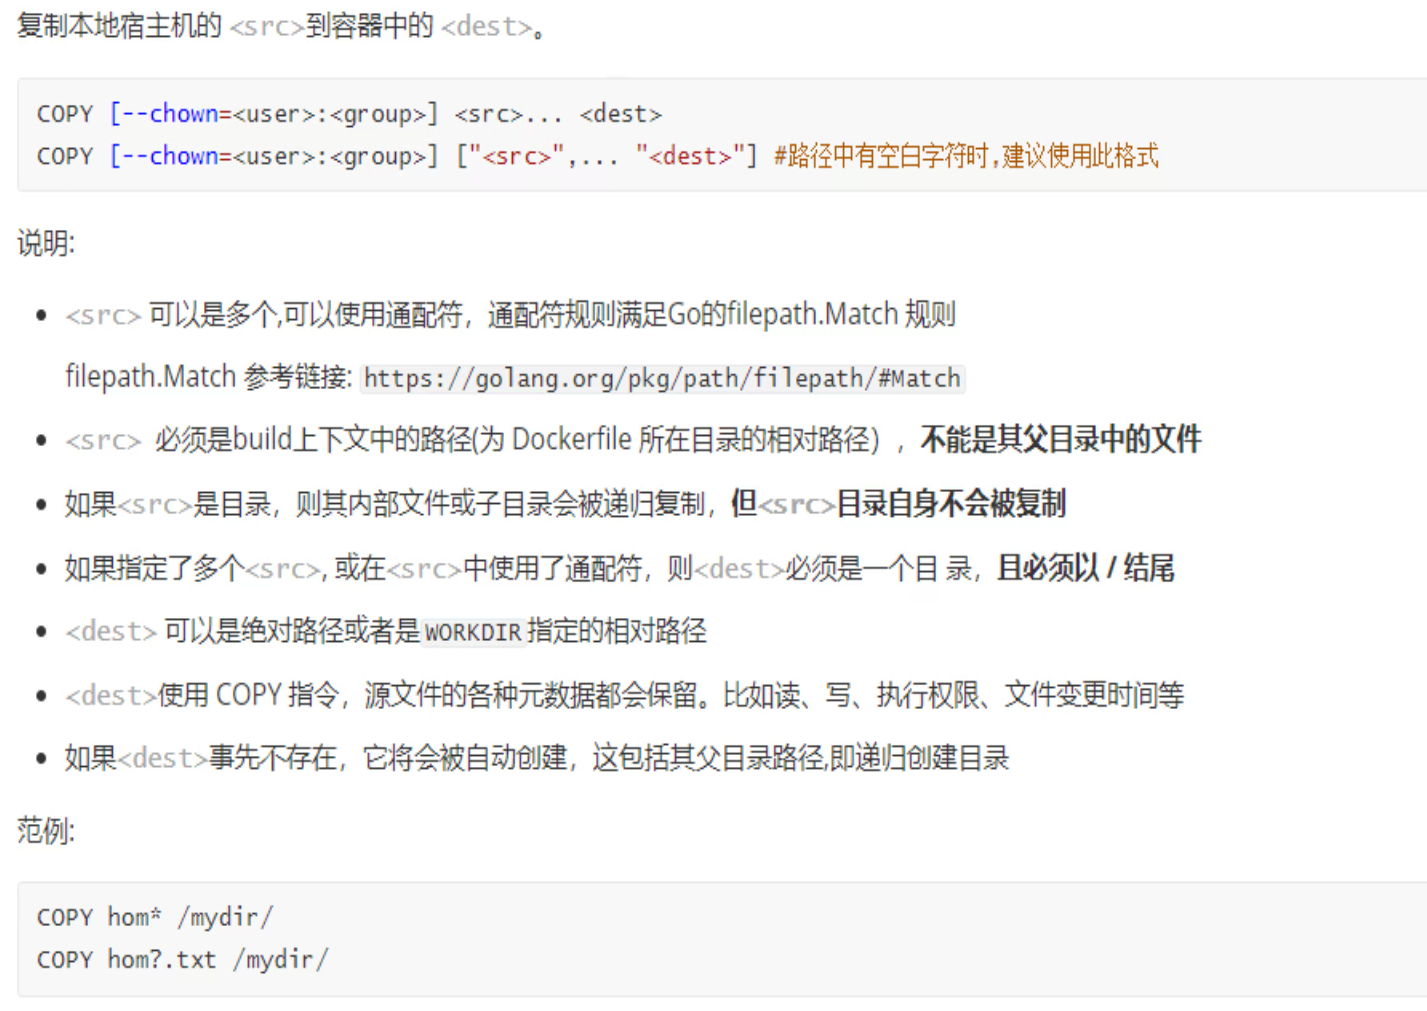 复制本地宿主机的 <src>到容器中的 <dest>。
COPY [--chown=<user>:<group>] <src>... <dest>
COPY [--chown=<user>:<group>] ["<src>",... "<dest>"] #路径中有空白字符时,建议使用此格式
说明:
• <src> 可以是多个,可以使用通配符，通配符规则满足Go的filepath.Match 规则
filepath.Match 参考链接: https://golang.org/pkg/path/filepath/#Match
• <src> 必须是build上下文中的路径(为 Dockerfile 所在目录的相对路径），不能是其父目录中的文件
• 如果<src>是目录，则其内部文件或子目录会被递归复制，但<src>目录自身不会被复制
• 如果指定了多个<src>, 或在<src>中使用了通配符，则<dest>必须是一个目 录，且必须以 / 结尾
• <dest> 可以是绝对路径或者是WORKDIR指定的相对路径
• <dest>使用 COPY 指令，源文件的各种元数据都会保留。比如读、写、执行权限、文件变更时间等
• 如果<dest>事先不存在，它将会被自动创建，这包括其父目录路径,即递归创建目录
范例:
COPY hom* /mydir/
COPY hom?.txt /mydir/